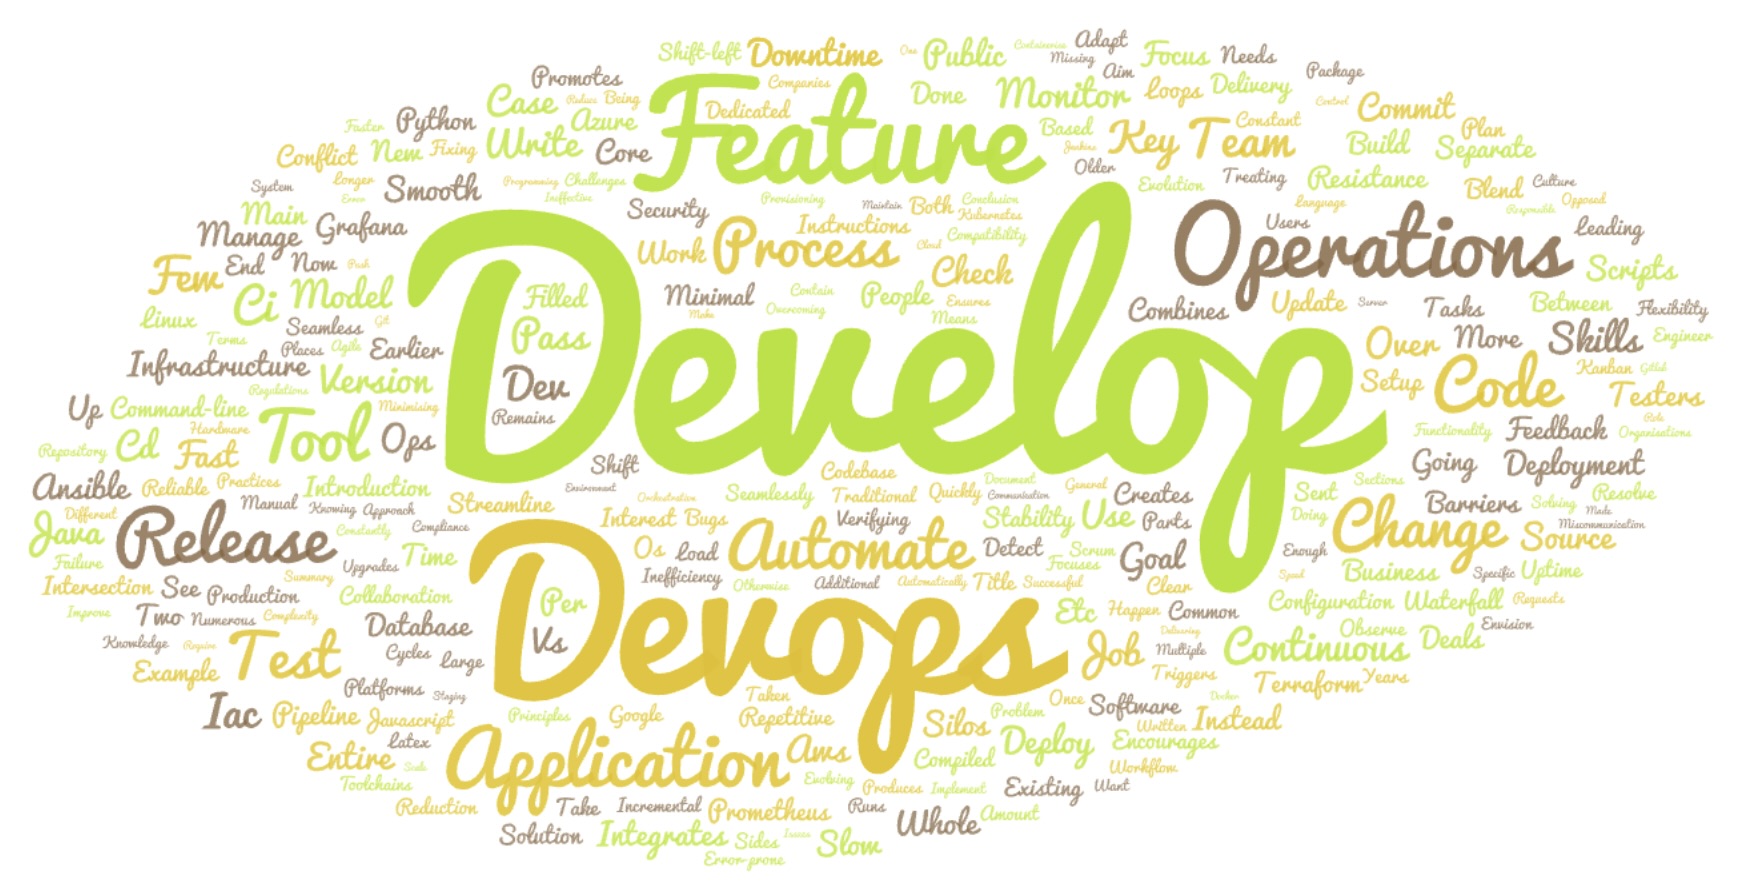 Shift-left Downtime One Public Containerise Adapt Focus Needs
Missing
Promotes Companies Aim Loops Delivery Package
Case Reduce Being Feature Dedicated Done Monitor Control Commit
Faster Python Azure Based Key Team Constant Plan
Conflict New Fixing Write Core Jenkins Build Separate
Older
System Longer Smooth Programming Challenges Evolution Treating Resistance Blend Culture
Error Ineffective Provisioning Maintain Both Conclusion Language Responsible Opposed
Main Grafana Security Instructions Kubernetes Operations Users Leading
Manage Work Process Cloud Compatibility
Few End Now Push Develop Check Scripts
Ci Model Filled Minimal Contain People Ensures Combines Update Server Tasks Between Flexibility
Linux Seamless Git Pass Make Overcoming Means
Terms Places Agile Earlier Over More Skills Engineer
Infrastructure Regulations Version Dev Setup Code Kanban Gitlab
Up Command-line Minimising Remains Testers
Hardware Role
Repository Cd Fast Tool Ops Functionality Feedback Organisations
Shift Codebase Going Deployment
Ansible Reliable Practices Introduction Environment Seamlessly Document General Creates Sent Sections
Manual Streamline Orchestration Traditional Quickly Communication Barriers Solving Resolve
Different Knowing Approach Made
Java Release Constantly Compliance Interest Bugs Verifying Stability Use Parts Doing Change Miscommunication
Failure Time Os Load Automate Detect Scrum Goal Enough Source
Upgrades Devops Focuses
Intersection See Summary Inefficiency Otherwise Additional Automatically Title Successful Clear Speed Business Specific Uptime
Production Collaboration Per
Improve Two Numerous Complexity Etc Happen Common Configuration Waterfall Requests
Knowledge Require Database Vs Delivering Observe Envision
Example Test Cycles Large Job Multiple Continuous Deals
Platforms Staging Taken Triggers Terraform Years
Iac Pipeline Javascript Principles Google Repetitive Silos Problem Once Software Docker Written Instead
Latex Application Aws Compiled Deploy Encourages
Entire Scale Evolving Workflow
Toolchains Produces Implement Existing Want
Reduction Take Incremental Prometheus Runs Whole Amount
Solution Integrates Sides Issues Slow
Error-prone